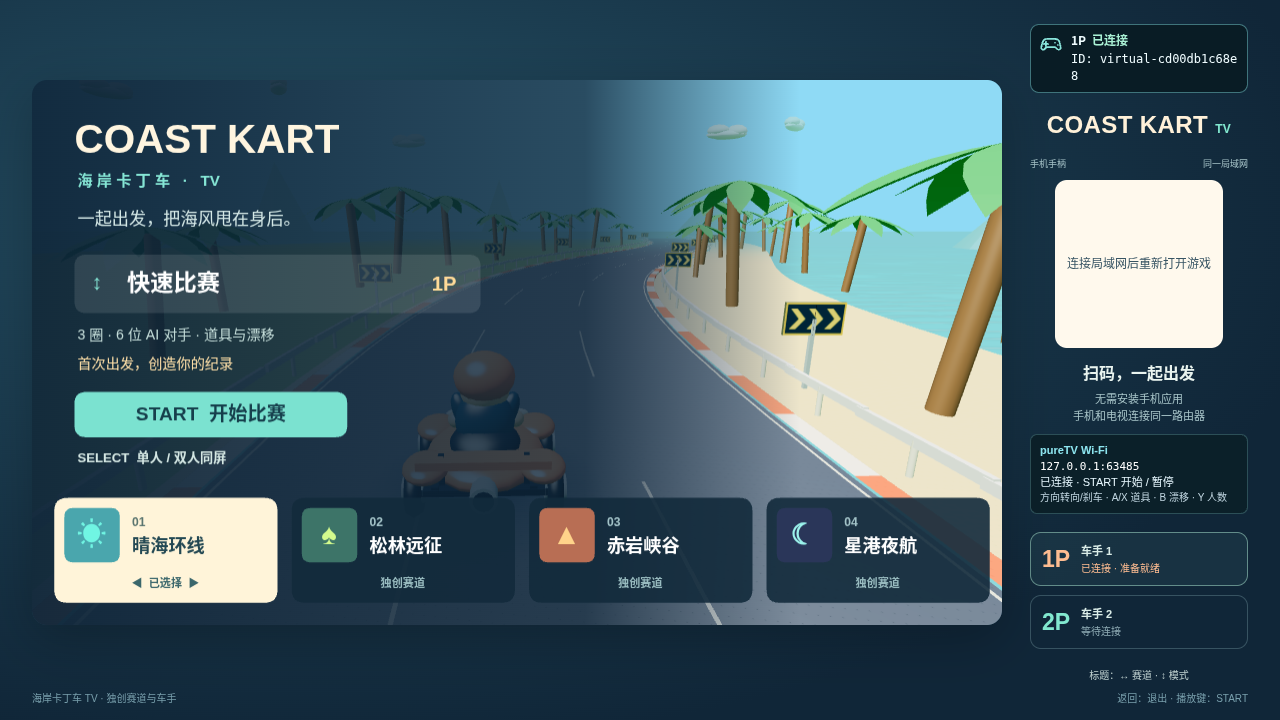 COAST KART
海岸卡丁车 · TV
一起出发，把海风甩在身后。
↕ 快速比赛 1P
3 圈 · 6 位 AI 对手 · 道具与漂移
首次出发，创造你的纪录
START 开始比赛
SELECT 单人 / 双人同屏
01
晴海环线
◀ 已选择 ▶
02
松林远征
独创赛道
03
赤岩峡谷
独创赛道
04
星港夜航
独创赛道
1P 已连接
ID: virtual-cd00db1c68e
8
COAST KART TV
手机手柄 同一局域网
连接局域网后重新打开游戏
扫码，一起出发
无需安装手机应用
手机和电视连接同一路由器
pureTV Wi-Fi
127.0.0.1:63485
已连接 · START 开始 / 暂停
方向转向/刹车 · A/X 道具 · B 漂移 · Y 人数
1P 车手 1
已连接 · 准备就绪
2P 车手 2
等待连接
标题：↔ 赛道 · ↕ 模式
海岸卡丁车 TV · 独创赛道与车手
返回：退出 · 播放键：START